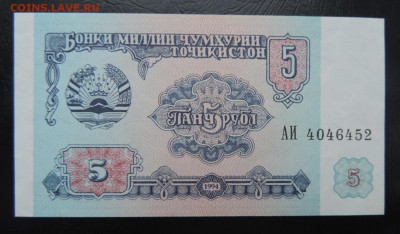 COINS.LAVE.RU
БОНКИ МИЛЛИИ ҶУМҲУРИИ
ТОҶИКИСТОН
5
ПАНҶ 5 РУБЛ
АИ 4046452
5
1994
5